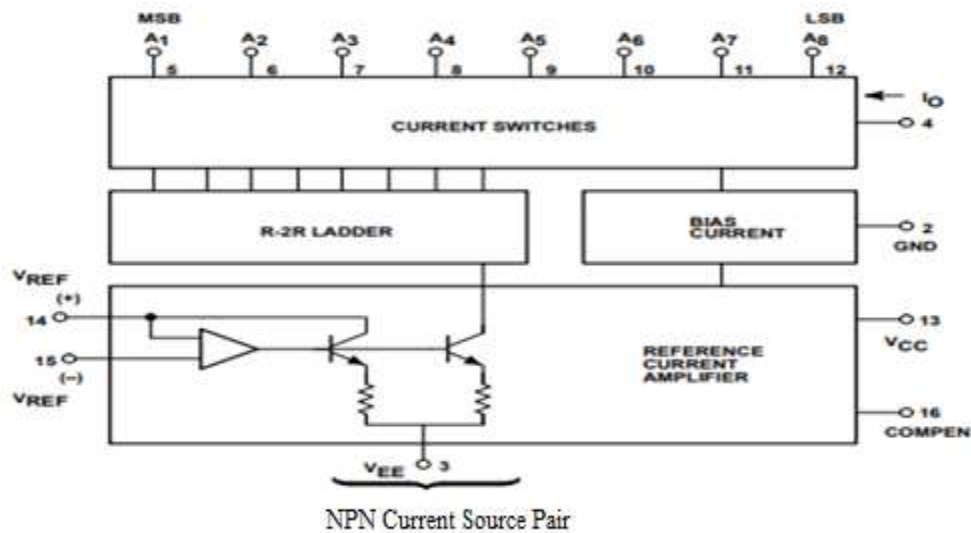 MSB LSB
A1 A2 A3 A4 A5 A6 A7 A8
5 6 7 8 9 10 11 12
IO
CURRENT SWITCHES
4
R-2R LADDER
BIAS
CURRENT
2
GND
VREF
(+)
14
15
(–)
VREF
REFERENCE
CURRENT
AMPLIFIER
13
VCC
16
COMPEN
VEE 3
NPN Current Source Pair